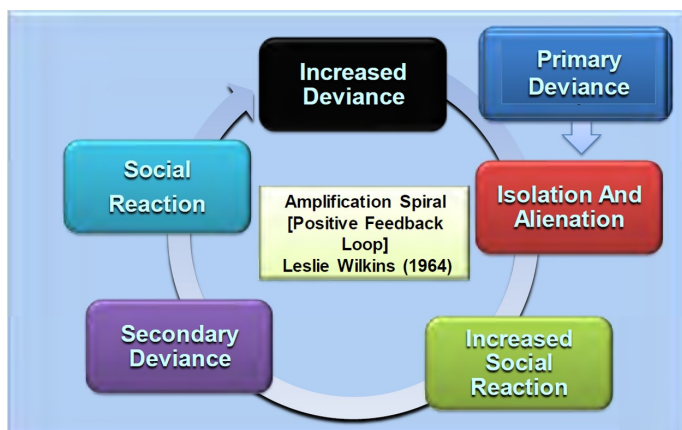 Increased
Deviance
Primary
Deviance
Social
Reaction
Amplification Spiral
[Positive Feedback
Loop]
Leslie Wilkins (1964)
Isolation And
Alienation
Secondary
Deviance
Increased
Social
Reaction